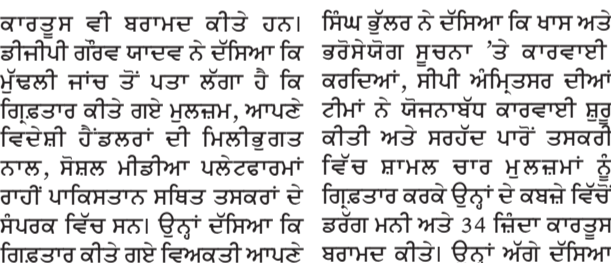 ਕਾਰਤੂਸ ਵੀ ਬਰਾਮਦ ਕੀਤੇ ਹਨ।
ਡੀਜੀਪੀ ਗੌਰਵ ਯਾਦਵ ਨੇ ਦੱਸਿਆ ਕਿ
ਮੁੱਢਲੀ ਜਾਂਚ ਤੋਂ ਪਤਾ ਲੱਗਾ ਹੈ ਕਿ
ਗ੍ਰਿਫ਼ਤਾਰ ਕੀਤੇ ਗਏ ਮੁਲਜ਼ਮ, ਆਪਣੇ
ਵਿਦੇਸ਼ੀ ਹੈਂਡਲਰਾਂ ਦੀ ਮਿਲੀਭੁਗਤ
ਨਾਲ, ਸੋਸ਼ਲ ਮੀਡੀਆ ਪਲੇਟਫਾਰਮਾਂ
ਰਾਹੀਂ ਪਾਕਿਸਤਾਨ ਸਥਿਤ ਤਸਕਰਾਂ ਦੇ
ਸੰਪਰਕ ਵਿੱਚ ਸਨ। ਉਨ੍ਹਾਂ ਦੱਸਿਆ ਕਿ
ਗ੍ਰਿਫ਼ਤਾਰ ਕੀਤੇ ਗਏ ਵਿਅਕਤੀ ਆਪਣੇ
ਸਿੰਘ ਭੁੱਲਰ ਨੇ ਦੱਸਿਆ ਕਿ ਖਾਸ ਅਤੇ
ਭਰੋਸੇਯੋਗ ਸੂਚਨਾ ’ਤੇ ਕਾਰਵਾਈ
ਕਰਦਿਆਂ, ਸੀਪੀ ਅੰਮ੍ਰਿਤਸਰ ਦੀਆਂ
ਟੀਮਾਂ ਨੇ ਯੋਜਨਾਬੱਧ ਕਾਰਵਾਈ ਸ਼ੁਰੂ
ਕੀਤੀ ਅਤੇ ਸਰਹੱਦ ਪਾਰੋਂ ਤਸਕਰੀ
ਵਿੱਚ ਸ਼ਾਮਲ ਚਾਰ ਮੁਲਜ਼ਮਾਂ ਨੂੰ
ਗ੍ਰਿਫ਼ਤਾਰ ਕਰਕੇ ਉਨ੍ਹਾਂ ਦੇ ਕਬਜ਼ੇ ਵਿੱਚੋਂ
ਡਰੱਗ ਮਨੀ ਅਤੇ 34 ਜ਼ਿੰਦਾ ਕਾਰਤੂਸ
ਬਰਾਮਦ ਕੀਤੇ। ਉਨਾਂ ਅੱਗੇ ਦੱਸਿਆ